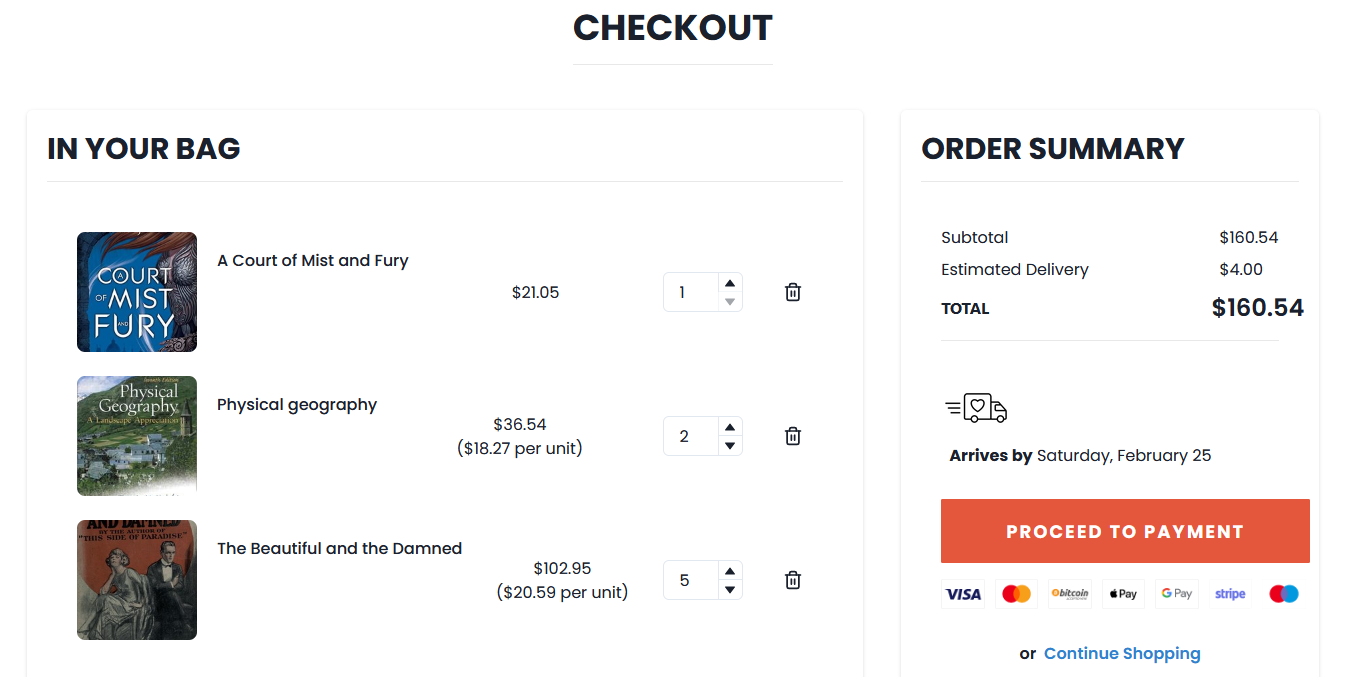 CHECKOUT
IN YOUR BAG
A COURT
OF MIST
AND
FURY
A Court of Mist and Fury
$21.05
1
Seventh Edition
Physical
Geography
A Landscape Appreciation
Physical geography
$36.54
($18.27 per unit)
2
AND DAMNED
BY THE AUTHOR OF
"THIS SIDE OF PARADISE"
The Beautiful and the Damned
$102.95
($20.59 per unit)
5
ORDER SUMMARY
Subtotal $160.54
Estimated Delivery $4.00
TOTAL $160.54
Arrives by Saturday, February 25
PROCEED TO PAYMENT
VISA bitcoin Pay G Pay stripe
or Continue Shopping